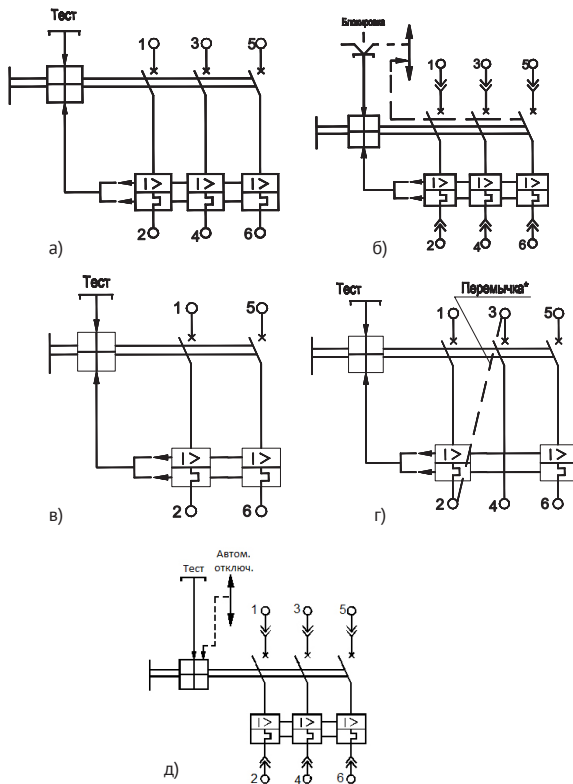 Тест
1 3 5
2 4 6
а)
Блокировка
1 3 5
2 4 6
б)
Тест
1 5
2 6
в)
Тест
Перемычка*
1 3 5
2 4 6
г)
Автом.
Тест отключ.
1 3 5
2 4 6
д)